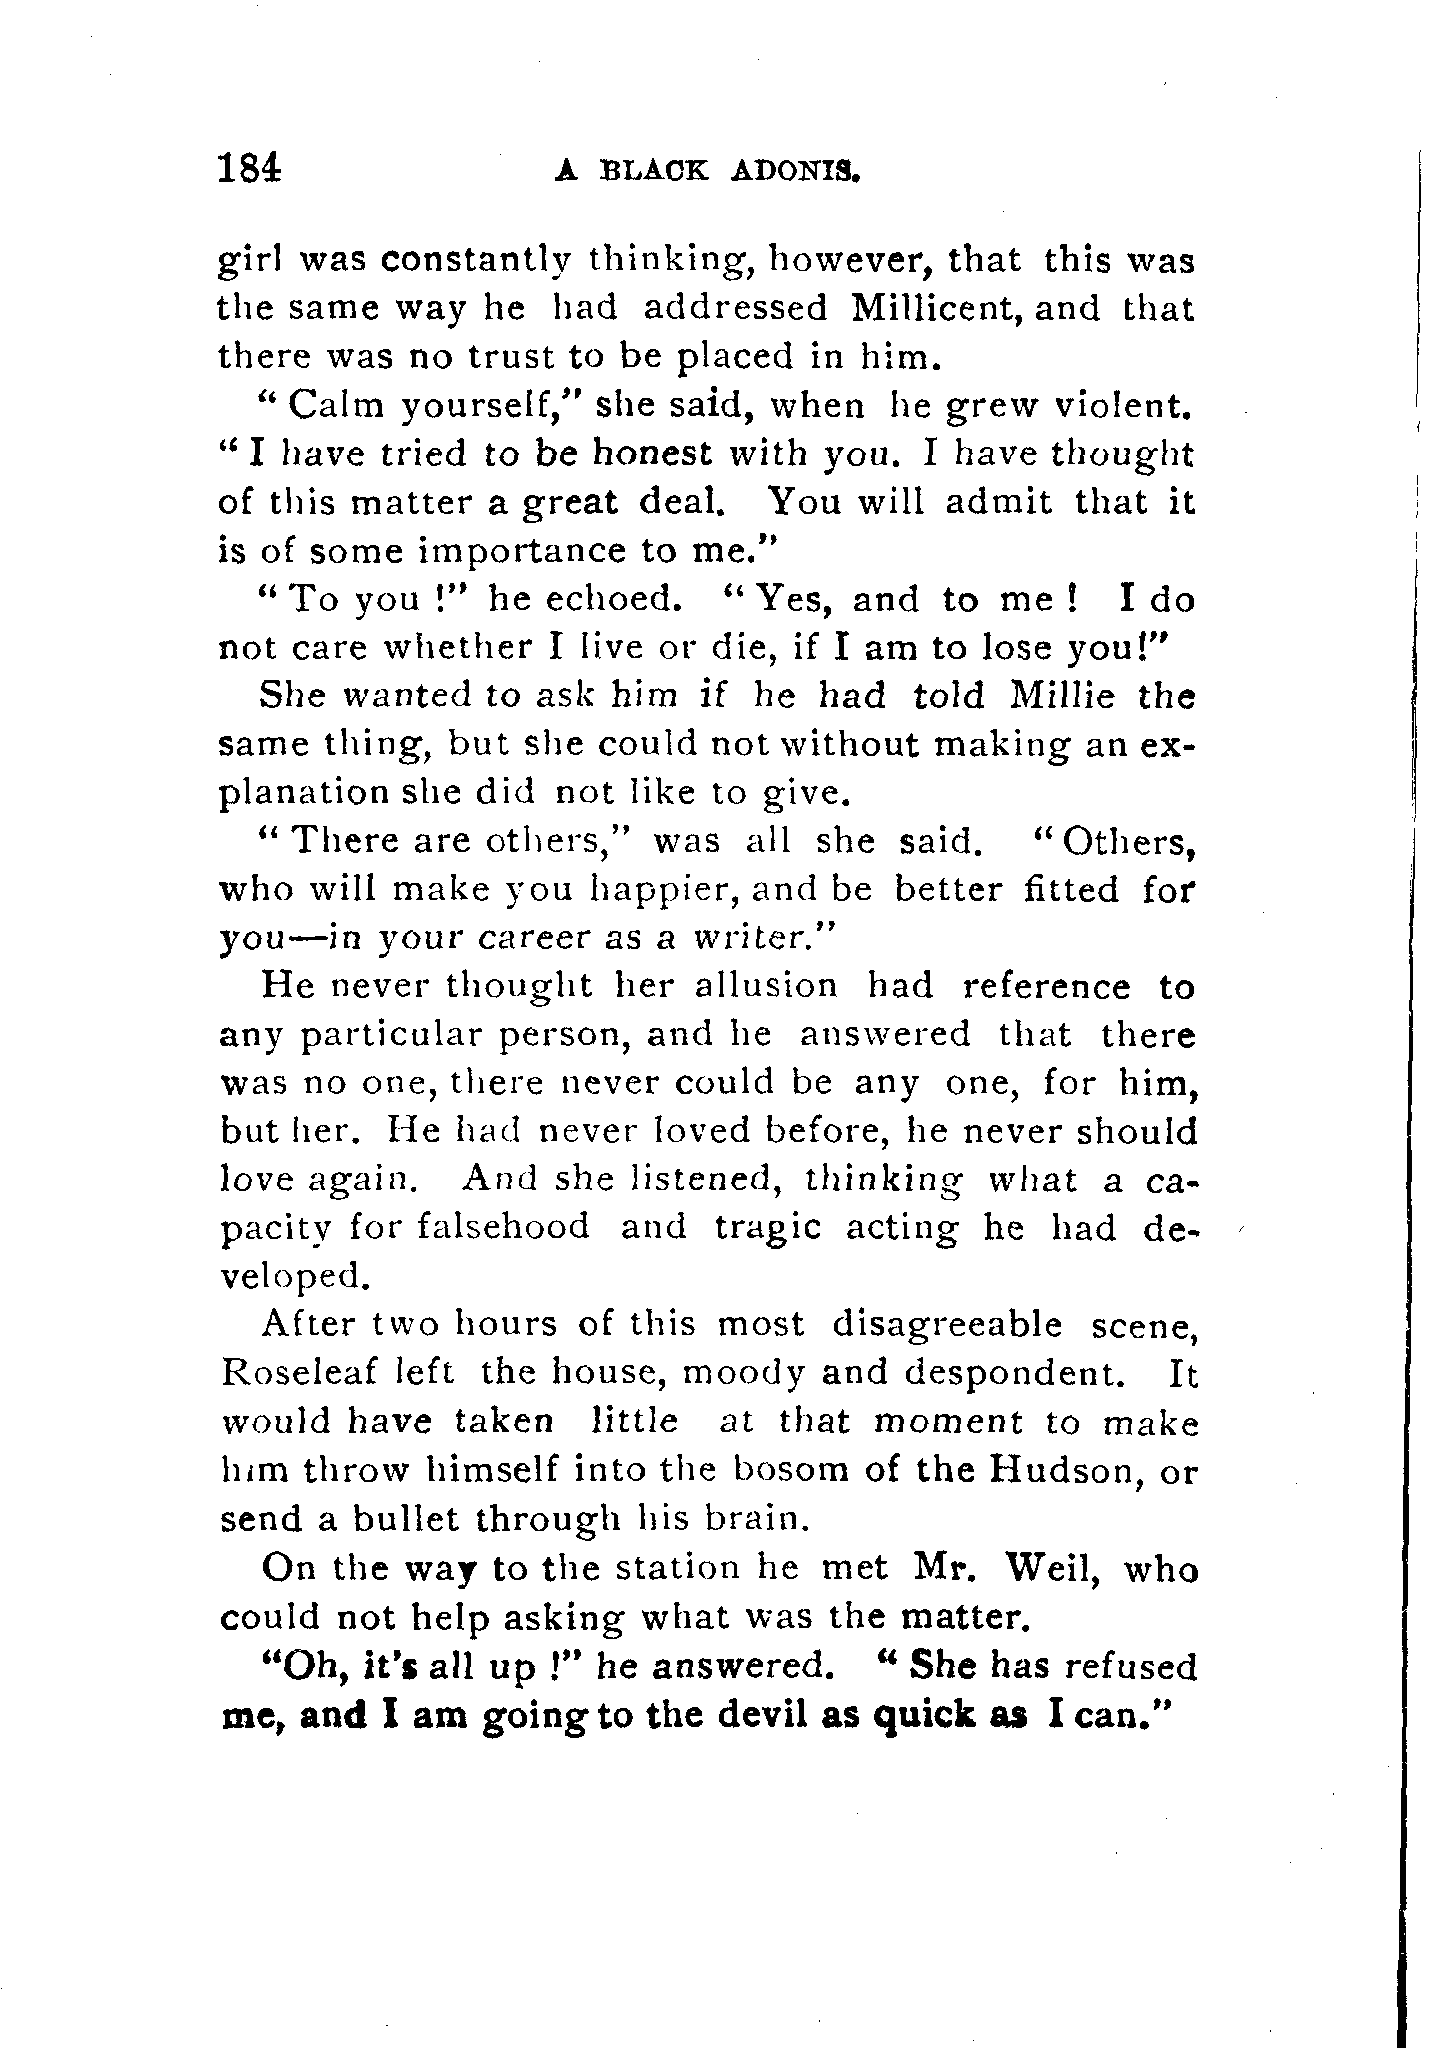 184 A BLACK ADONIS.
girl was constantly thinking, however, that this was
the same way he had addressed Millicent, and that
there was no trust to be placed in him.
“Calm yourself,” she said, when he grew violent.
“I have tried to be honest with you. I have thought
of this matter a great deal. You will admit that it
is of some importance to me.”
“To you !” he echoed. “Yes, and to me ! I do
not care whether I live or die, if I am to lose you!”
She wanted to ask him if he had told Millie the
same thing, but she could not without making an ex-
planation she did not like to give.
“There are others,” was all she said. “Others,
who will make you happier, and be better fitted for
you—in your career as a writer.”
He never thought her allusion had reference to
any particular person, and he answered that there
was no one, there never could be any one, for him,
but her. He had never loved before, he never should
love again. And she listened, thinking what a ca-
pacity for falsehood and tragic acting he had de-
veloped.
After two hours of this most disagreeable scene,
Roseleaf left the house, moody and despondent. It
would have taken little at that moment to make
him throw himself into the bosom of the Hudson, or
send a bullet through his brain.
On the way to the station he met Mr. Weil, who
could not help asking what was the matter.
“Oh, it’s all up !” he answered. “She has refused
me, and I am going to the devil as quick as I can.”